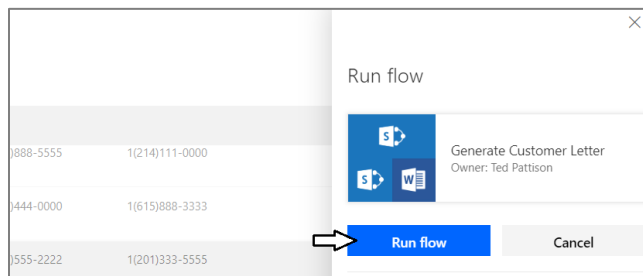 Run flow
S
S
W
Generate Customer Letter
Owner: Ted Pattison
Run flow Cancel
)888-5555 1(214)111-0000
)444-0000 1(615)888-3333
)555-2222 1(201)333-5555